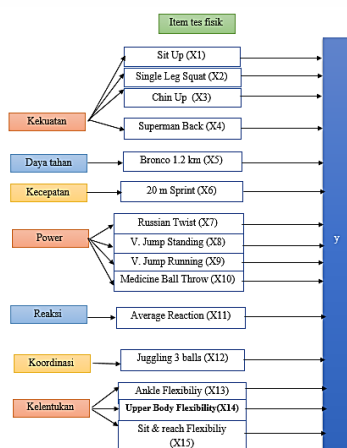 Item tes fisik
Sit Up (X1)
Single Leg Squat (X2)
Chin Up (X3)
Kekuatan
Superman Back (X4)
Daya tahan
Bronco 1.2 km (X5)
Kecepatan
20 m Sprint (X6)
Russian Twist (X7)
Power
V. Jump Standing (X8)
y
V. Jump Running (X9)
Medicine Ball Throw (X10)
Reaksi
Average Reaction (X11)
Koordinasi
Juggling 3 balls (X12)
Ankle Flexibiliy (X13)
Kelentukan
Upper Body Flexibility(X14)
Sit & reach Flexibiliy
(X15)